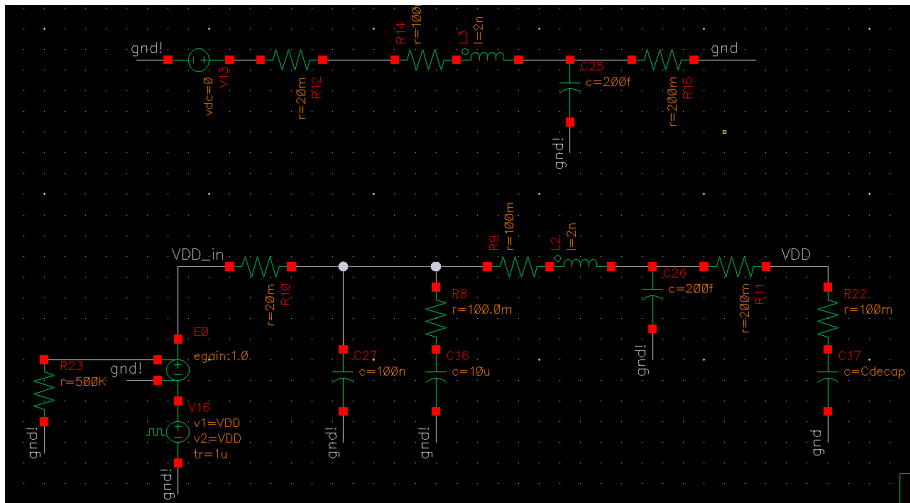 gnd!
vdc=0
V13
r=20m
R12
R14
r=100
L3
l=2n
C25
c=200f
gnd!
r=200m
R15
gnd
VDD_in
r=20m
R10
R9
r=100m
L2
l=2n
C26
c=200f
gnd!
r=200m
R11
VDD
R22
r=100m
C17
c=Cdecap
gnd
R8
r=100.0m
C16
c=10u
gnd!
C27
c=100n
gnd!
E0
egain:1.0
gnd!
R23
r=500K
gnd!
V16
v1=VDD
v2=VDD
tr=1u
gnd!